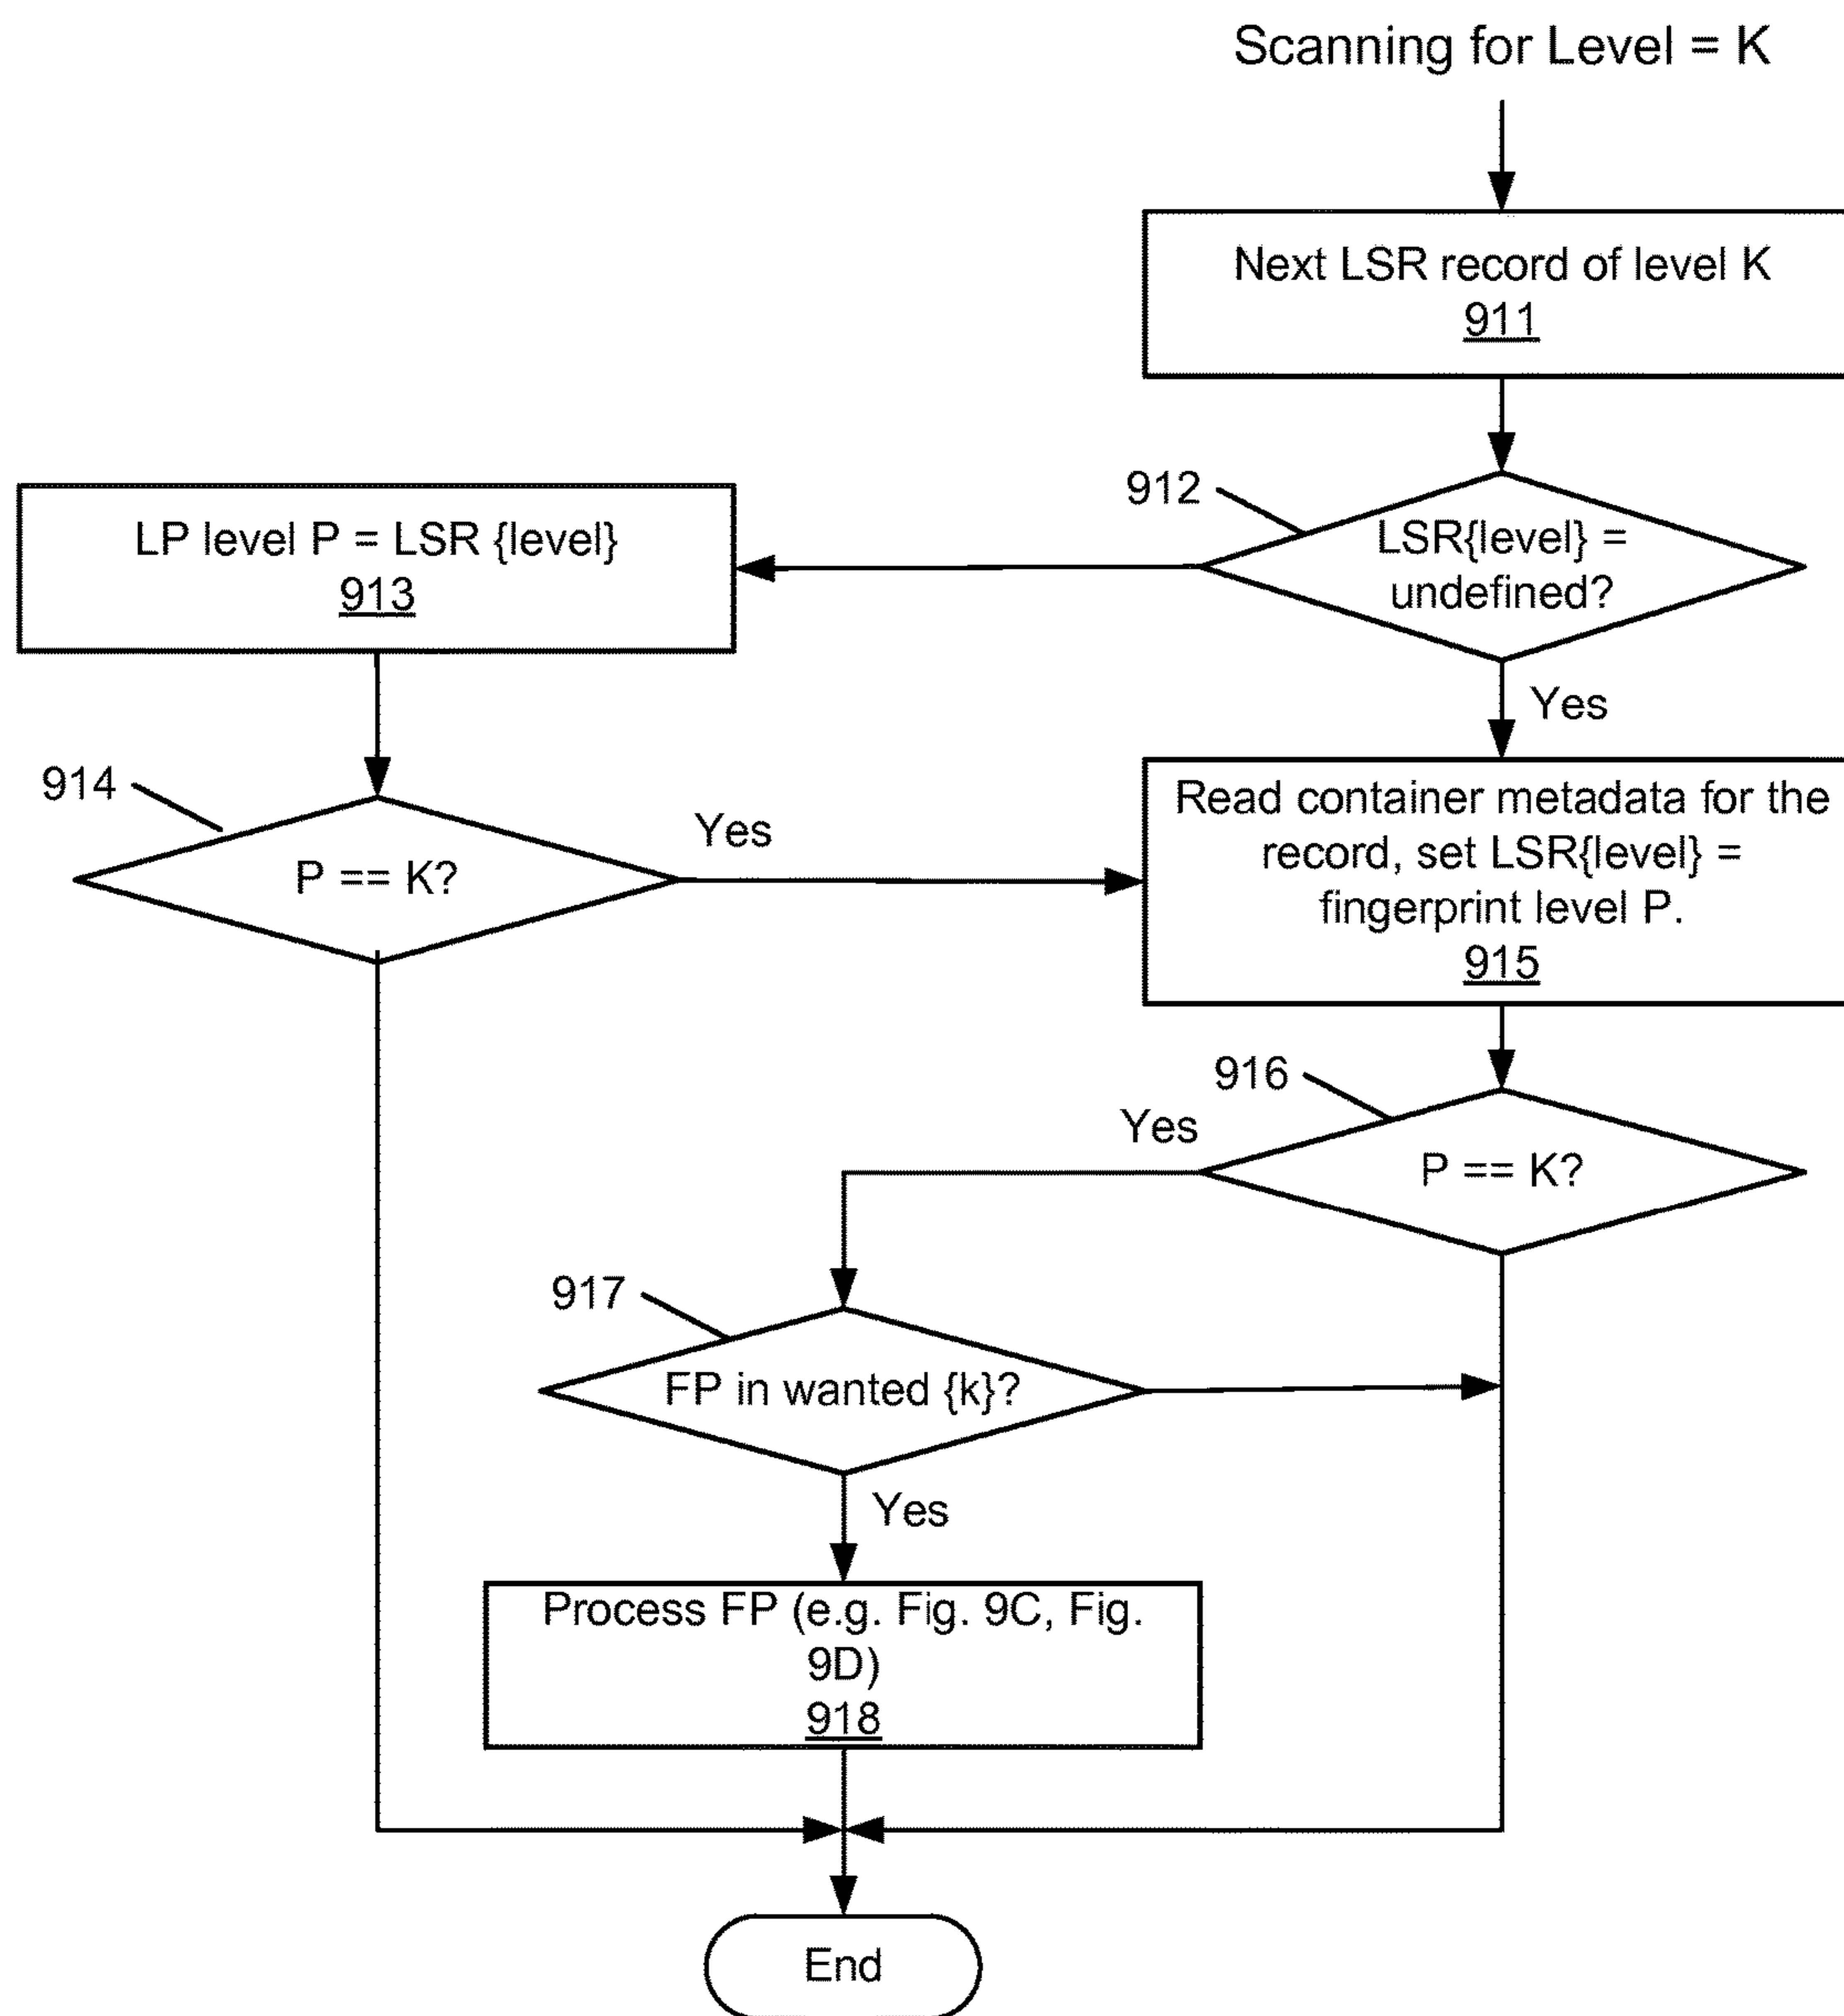 Scanning for Level = K
Next LSR record of level K
911
912
LSR{level} =
undefined?
LP level P = LSR {level}
913
Yes
914
P == K?
Yes
Read container metadata for the
record, set LSR{level} =
fingerprint level P.
915
916
Yes
P == K?
917
FP in wanted {k}?
Yes
Process FP (e.g. Fig. 9C, Fig.
9D)
918
End